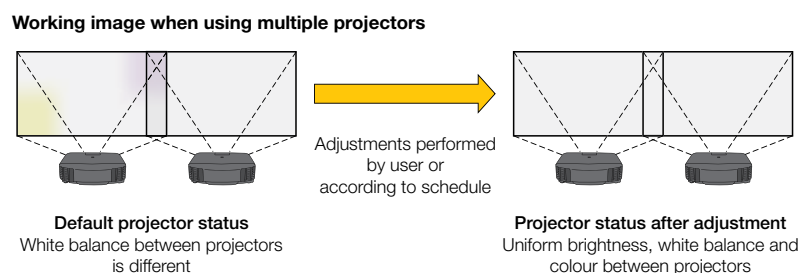 Working image when using multiple projectors
Adjustments performed
by user or
according to schedule
Default projector status
White balance between projectors
is different
Projector status after adjustment
Uniform brightness, white balance and
colour between projectors